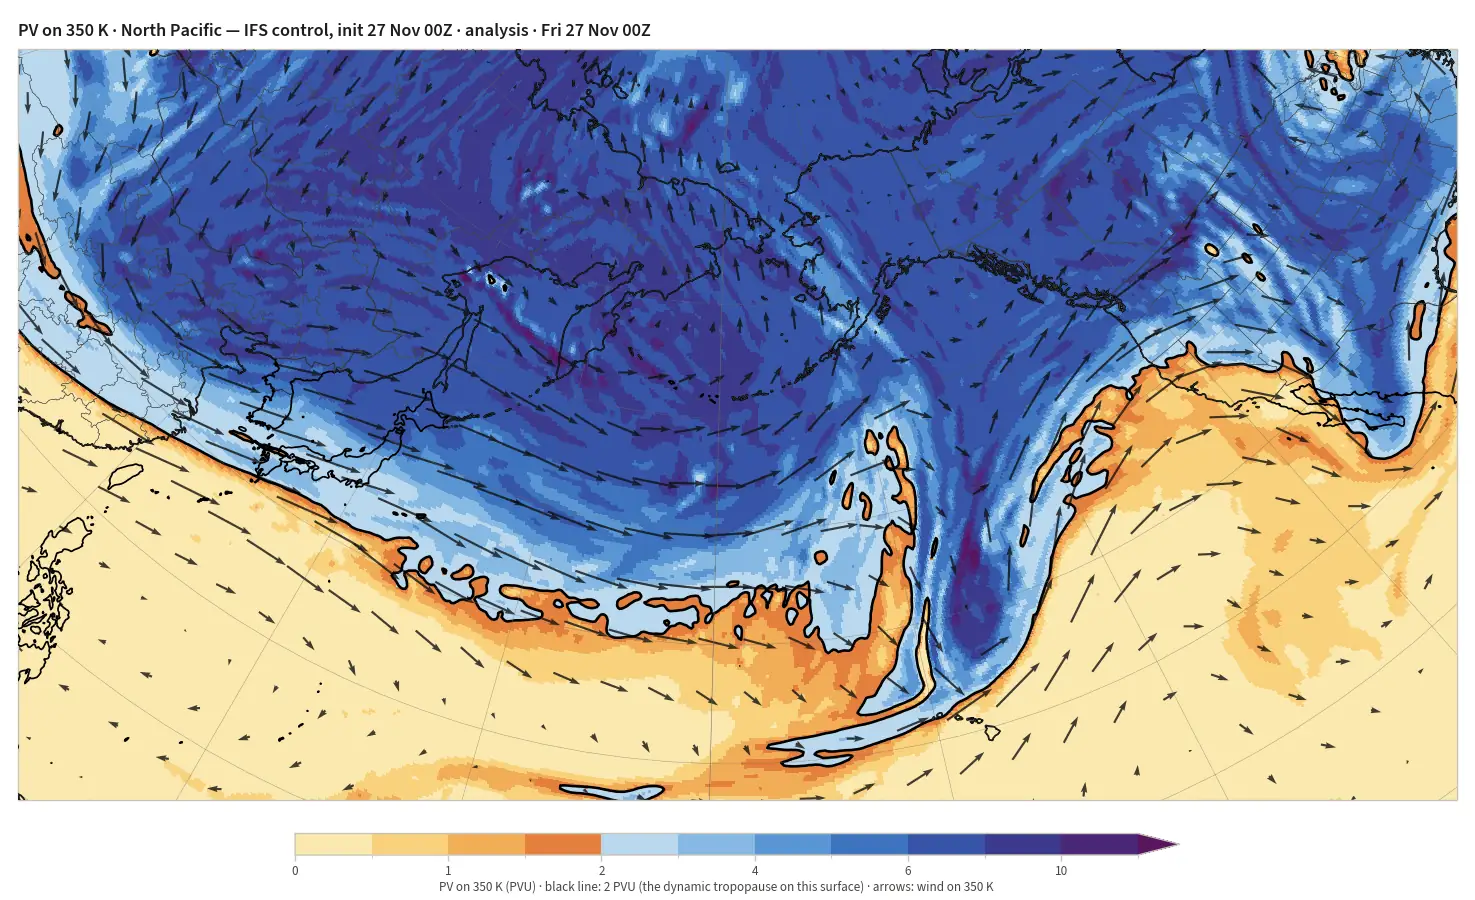 PV on 350 K · North Pacific — IFS control, init 27 Nov 00Z · analysis · Fri 27 Nov 00Z
0 1 2 4 6 10
PV on 350 K (PVU) · black line: 2 PVU (the dynamic tropopause on this surface) · arrows: wind on 350 K